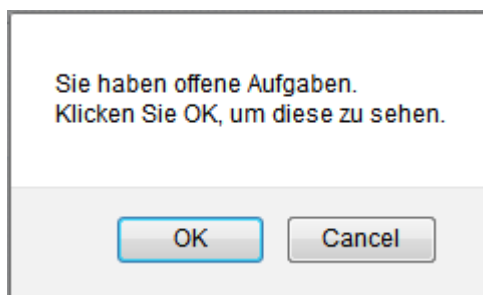 Sie haben offene Aufgaben.
Klicken Sie OK, um diese zu sehen.
OK
Cancel